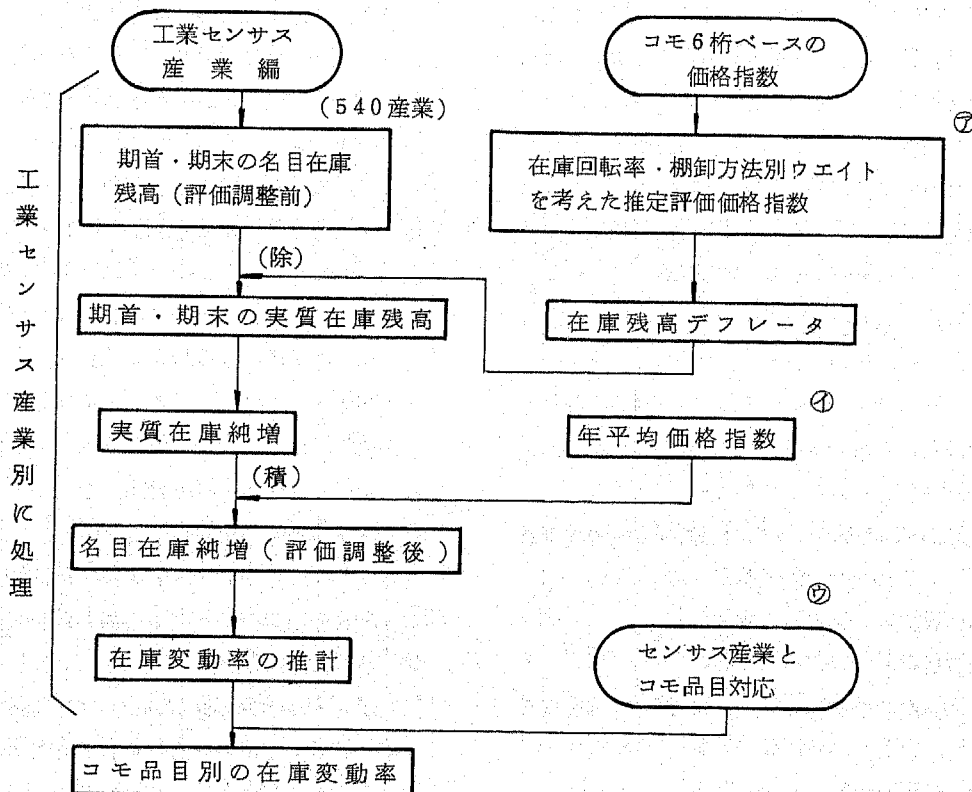 工業センサス
産業編
コモ6桁ベースの
価格指数
(540産業)
㋐
期首・期末の名目在庫
残高(評価調整前)
在庫回転率・棚卸方法別ウエイト
を考えた推定評価価格指数
(除)
期首・期末の実質在庫残高
在庫残高デフレータ
㋑
実質在庫純増
年平均価格指数
(積)
名目在庫純増(評価調整後)
㋒
在庫変動率の推計
センサス産業と
コモ品目対応
コモ品目別の在庫変動率
工業センサス産業別に処理